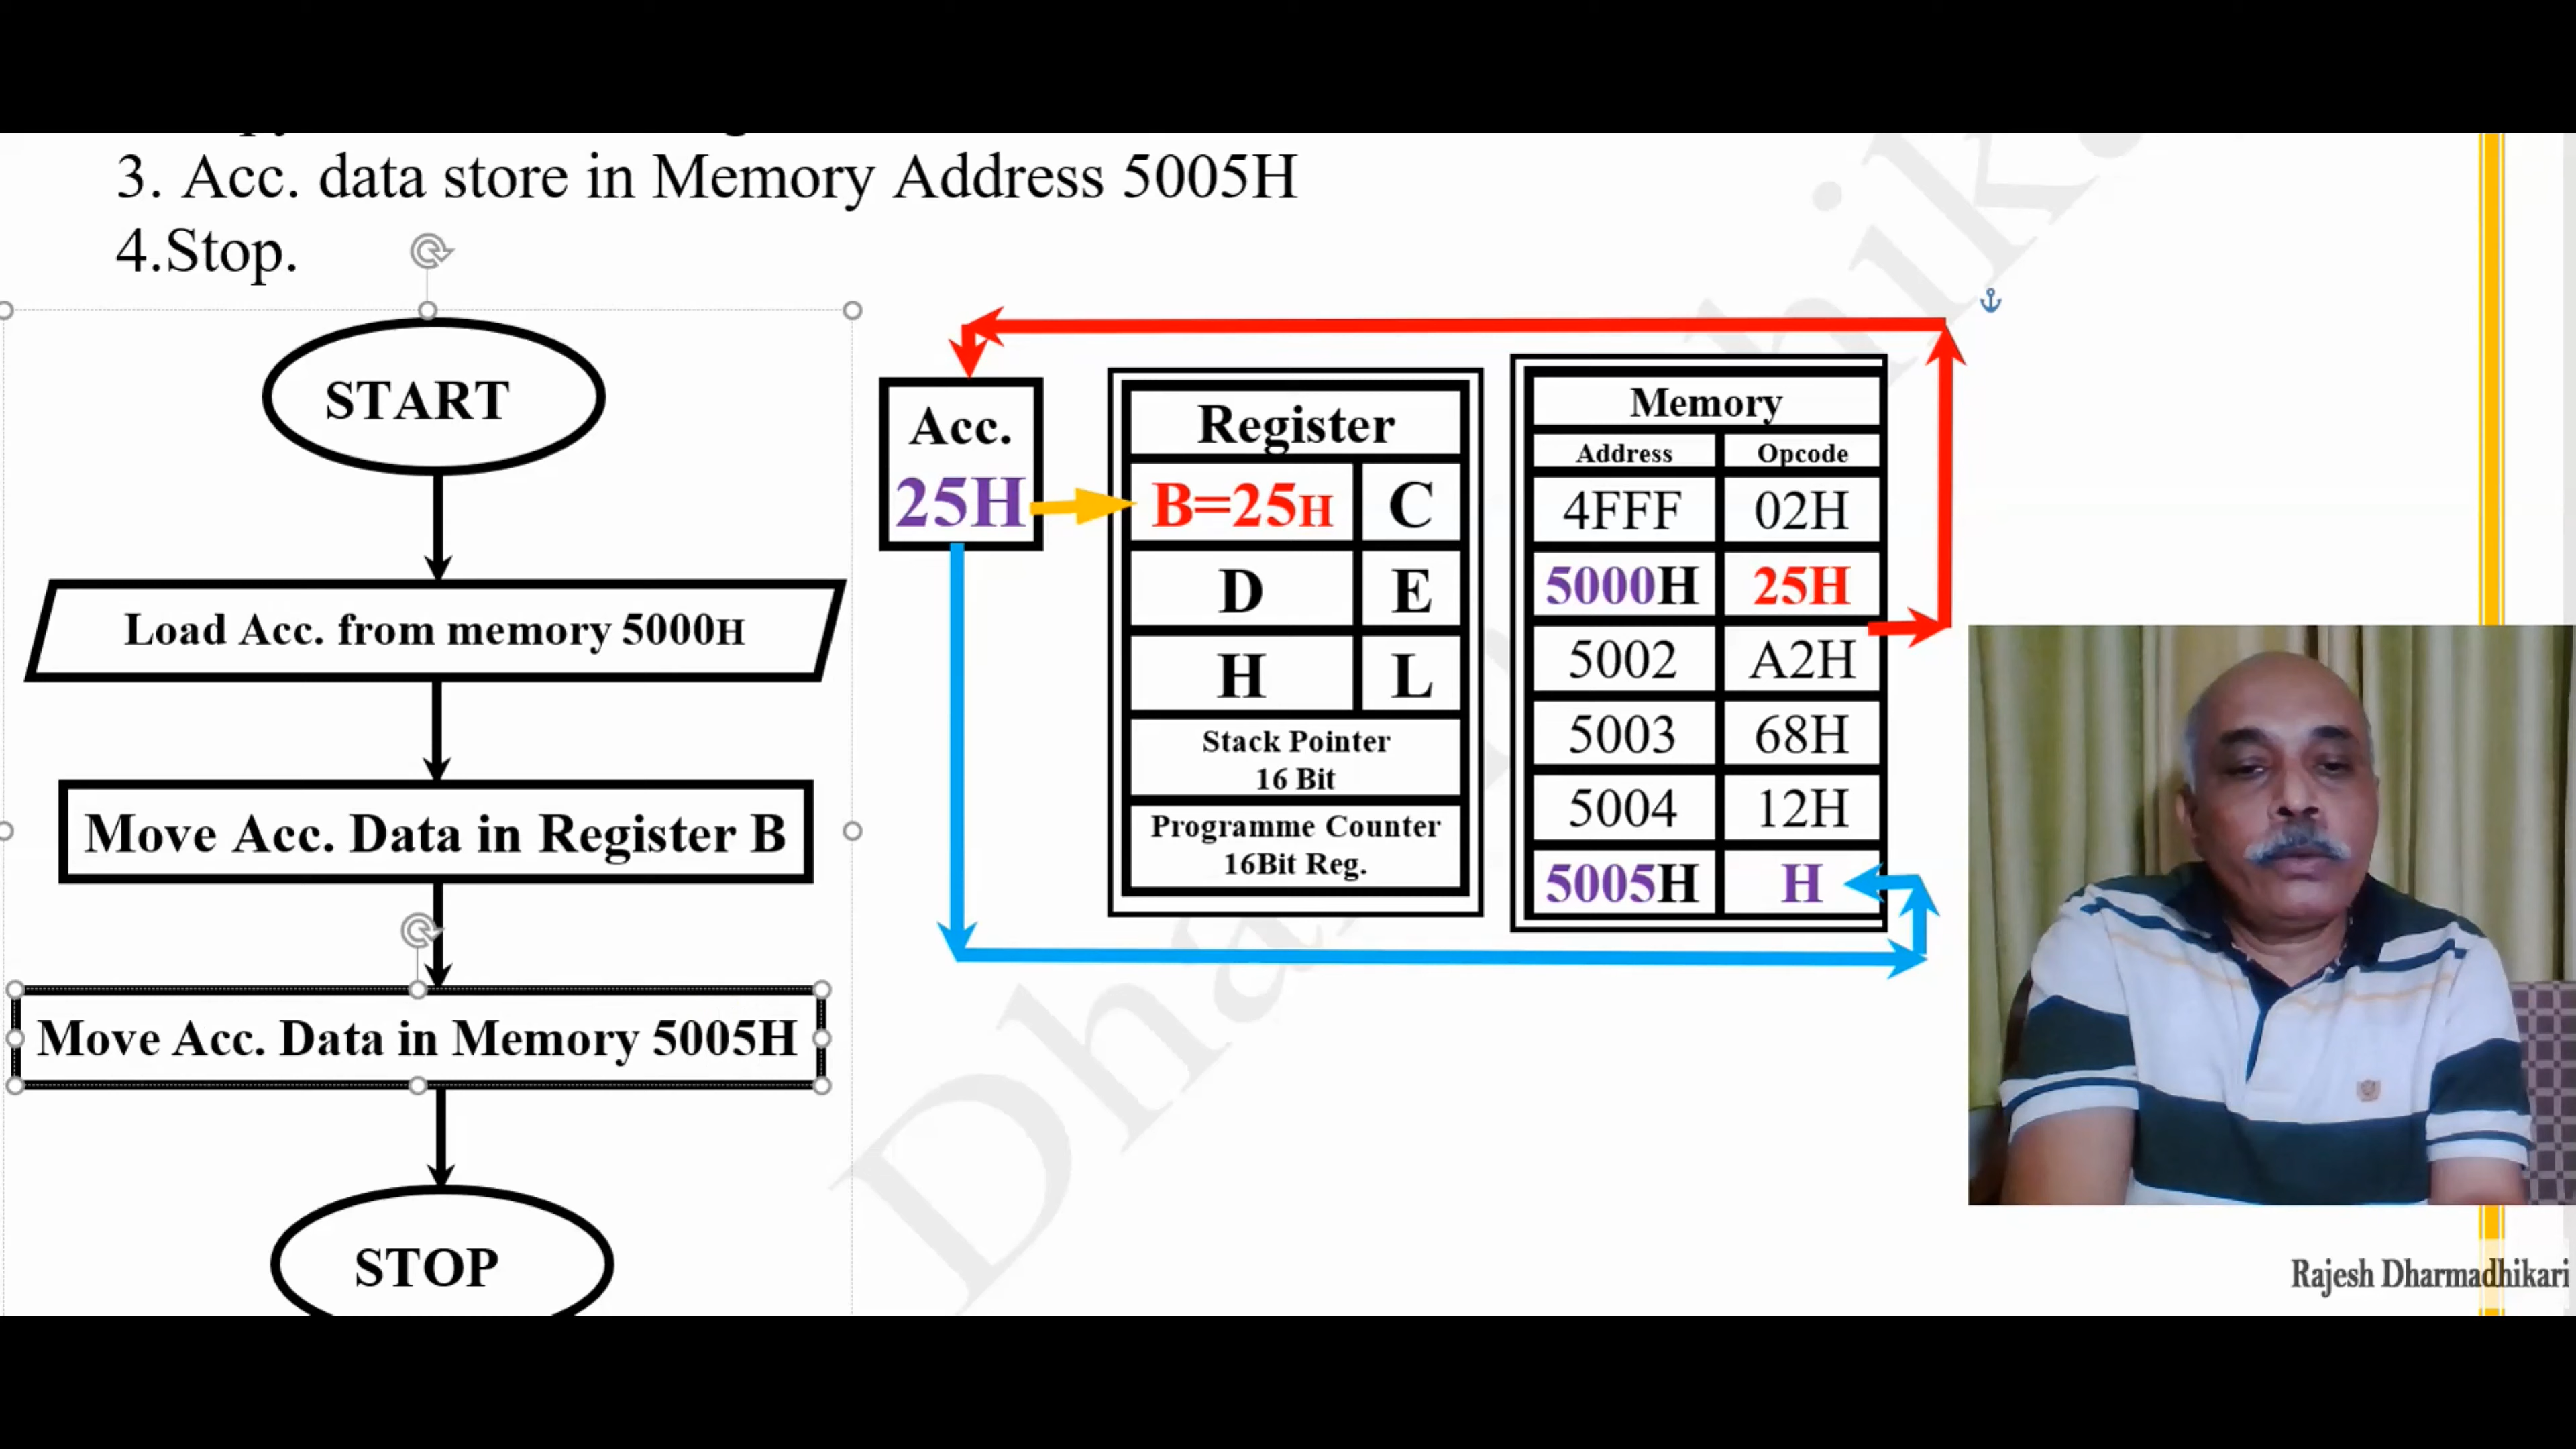 3. Acc. data store in Memory Address 5005H
4.Stop.
START
Load Acc. from memory 5000H
Move Acc. Data in Register B
Move Acc. Data in Memory 5005H
STOP
Acc.
25H
Register
B=25H C
D E
H L
Stack Pointer
16 Bit
Programme Counter
16Bit Reg.
Memory
Address Opcode
4FFF 02H
5000H 25H
5002 A2H
5003 68H
5004 12H
5005H H
Rajesh Dharmadhikari